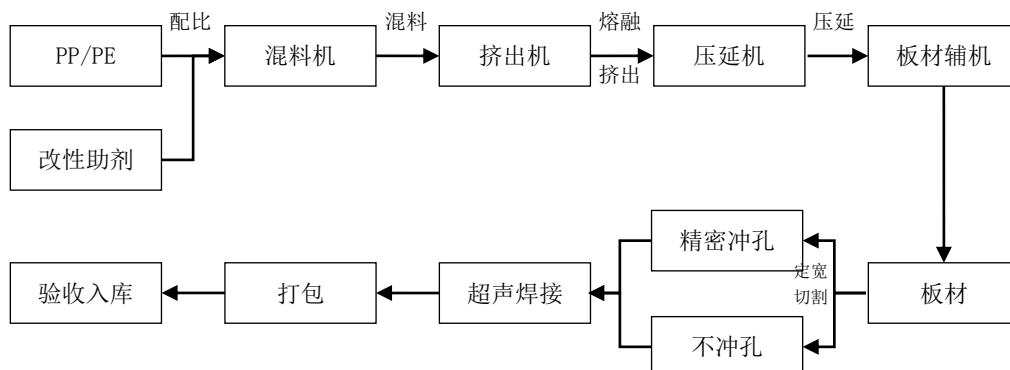 配比
混料
熔融
压延
PP/PE
混料机
挤出机
挤出
压延机
板材辅机
改性助剂
精密冲孔
定宽
切割
验收入库
打包
超声焊接
板材
不冲孔